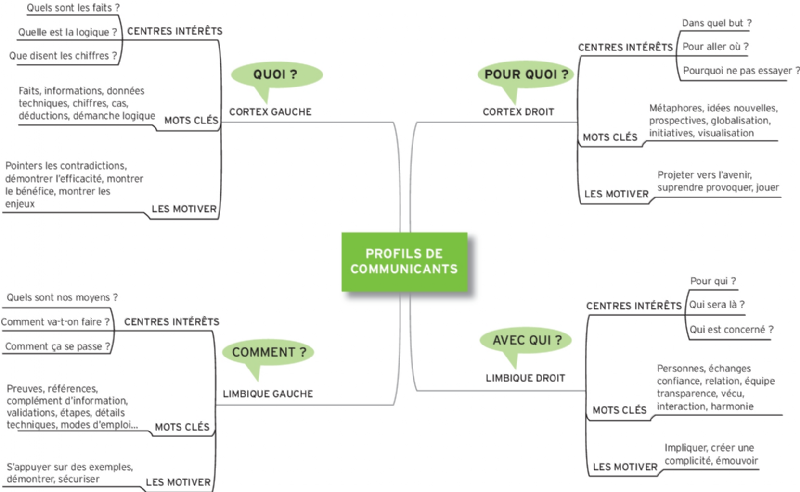 Quels sont les faits ?
Quelle est la logique ?
Que disent les chiffres ?
CENTRES INTÉRÊTS
QUOI ?
CORTEX GAUCHE
Faits, informations, données
techniques, chiffres, cas,
déductions, démanche logique
MOTS CLÉS
Pointers les contradictions,
démontrer l'efficacité, montrer
le bénéfice, montrer les
enjeux
LES MOTIVER
Dans quel but ?
Pour aller où ?
Pourquoi ne pas essayer ?
CENTRES INTÉRÊTS
POUR QUOI ?
CORTEX DROIT
Métaphores, idées nouvelles,
prospectives, globalisation,
initiatives, visualisation
MOTS CLÉS
Projeter vers l'avenir,
suprendre provoquer, jouer
LES MOTIVER
PROFILS DE
COMMUNICANTS
Quels sont nos moyens ?
Comment va-t-on faire ?
Comment ça se passe ?
CENTRES INTÉRÊTS
COMMENT ?
LIMBIQUE GAUCHE
Preuves, références,
complément d'information,
validations, étapes, détails
techniques, modes d'emploi...
MOTS CLÉS
S'appuyer sur des exemples,
démontrer, sécuriser
LES MOTIVER
Pour qui ?
Qui sera là ?
Qui est concerné ?
CENTRES INTÉRÊTS
AVEC QUI ?
LIMBIQUE DROIT
Personnes, échanges
confiance, relation, équipe
transparence, vécu,
interaction, harmonie
MOTS CLÉS
Impliquer, créer une
complicité, émouvoir
LES MOTIVER